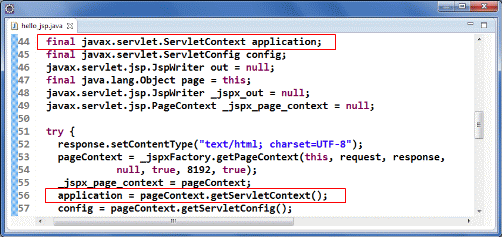 hello_jsp.java
44 final javax.servlet.ServletContext application;
45 final javax.servlet.ServletConfig config;
46 javax.servlet.jsp.JspWriter out = null;
47 final java.lang.Object page = this;
48 javax.servlet.jsp.JspWriter _jspx_out = null;
49 javax.servlet.jsp.PageContext _jspx_page_context = null;
50
51 try {
52 response.setContentType("text/html; charset=UTF-8");
53 pageContext = _jspxFactory.getPageContext(this, request, response,
54 null, true, 8192, true);
55 _jspx_page_context = pageContext;
56 application = pageContext.getServletContext();
57 config = pageContext.getServletConfig();